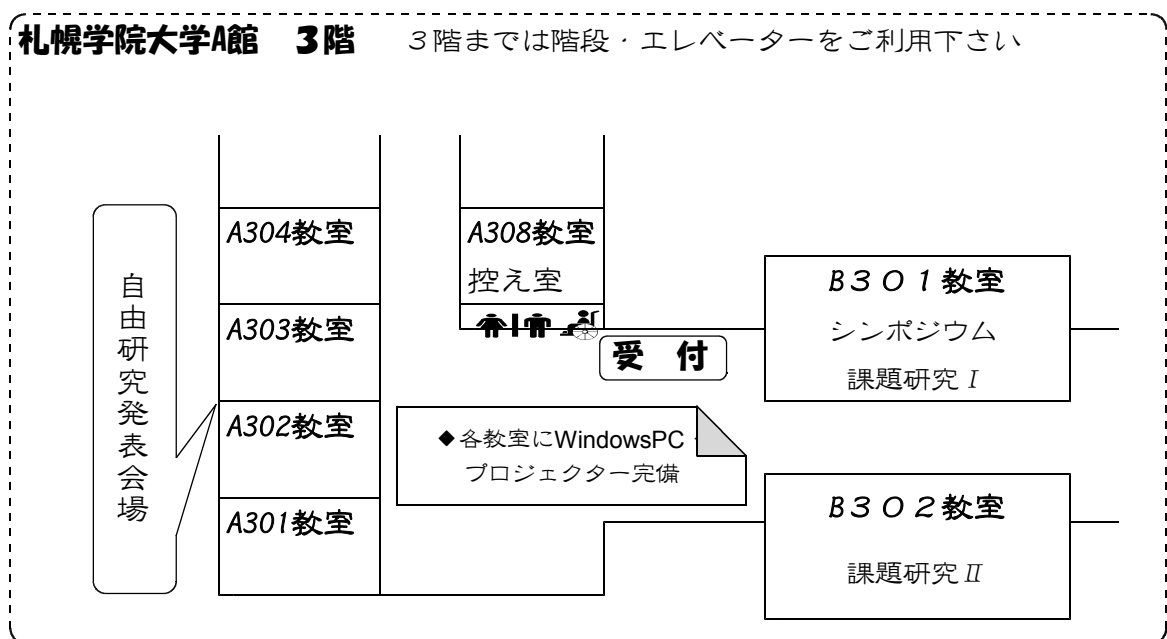 札幌学院大学A館　３階　３階までは階段・エレベーターをご利用下さい
自由研究発表会場
A304教室
A303教室
A302教室
A301教室
A308教室
控え室
受　付
◆各教室にWindowsPC・
プロジェクター完備
B３０１教室
シンポジウム
課題研究Ⅰ
B３０２教室
課題研究Ⅱ